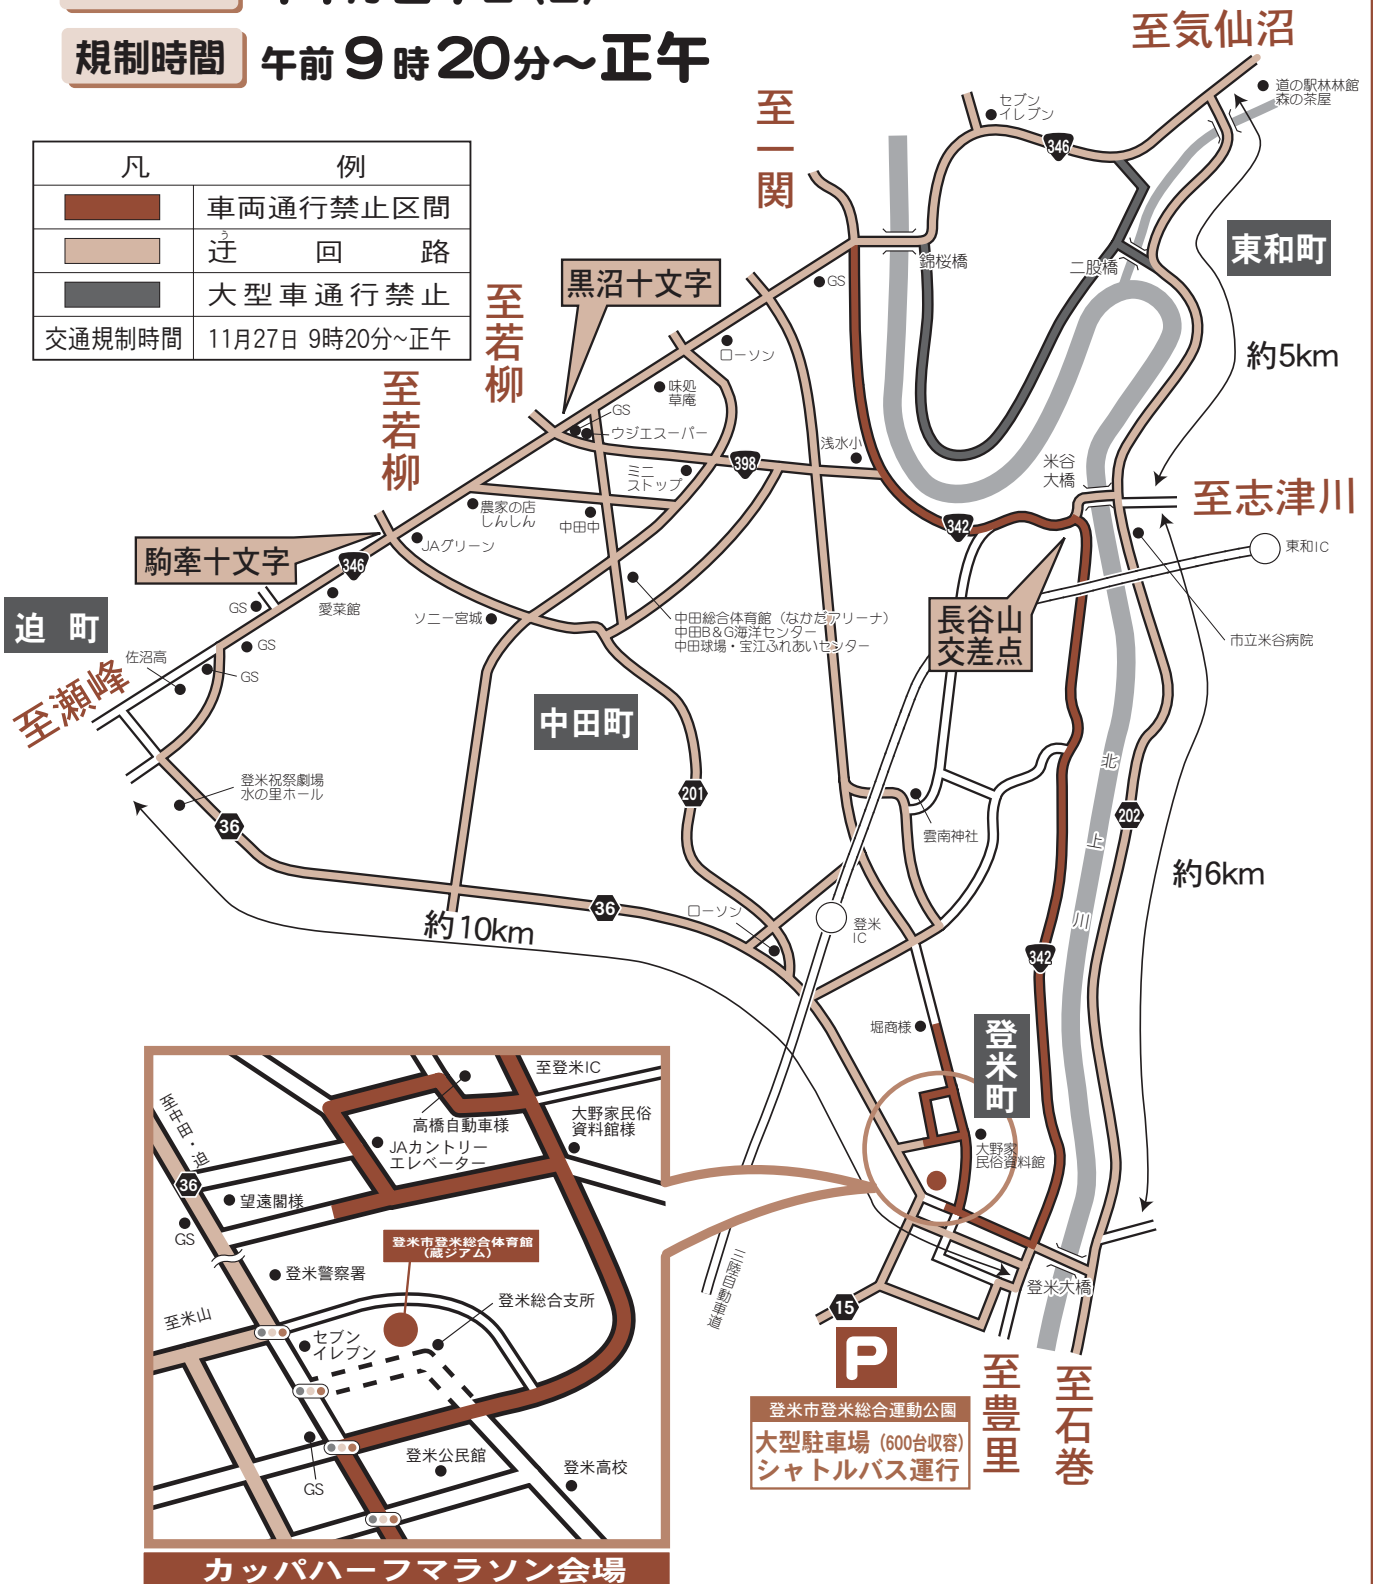 規制時間
午前9時20分～正午
凡 例
車両通行禁止区間
う
迂回路
大型車通行禁止
交通規制時間 11月27日 9時20分~正午
至気仙沼
道の駅林林館
森の茶屋
セブン
イレブン
346
至一関
東和町
錦桜橋
二股橋
GS
黒沼十文字
至若柳
至若柳
ローソン
約5km
味処
草庵
GS
ウジエスーパー
浅水小
398
ミニ
ストップ
米谷
大橋
至志津川
農家の店
しんしん
中田中
342
JAグリーン
東和IC
駒牽十文字
346
GS
愛菜館
ソニー宮城
中田総合体育館（なかだアリーナ）
中田B&G海洋センター
中田球場・宝江ふれあいセンター
長谷山
交差点
市立米谷病院
迫町
佐沼高
GS
GS
至瀬峰
中田町
登米祝祭劇場
水の里ホール
36
201
北上川
202
雲南神社
約6km
36
ローソン
登米
IC
約10km
342
堀商様
登米町
大野家
民俗資料館
三陸自動車道
登米大橋
15
P
登米市登米総合運動公園
大型駐車場（600台収容）
シャトルバス運行
至豊里
至石巻
至登米IC
至中田・迫
高橋自動車様
大野家民俗
資料館様
JAカントリー
エレベーター
36
望遠閣様
GS
登米市登米総合体育館
（蔵ジアム）
登米警察署
登米総合支所
至米山
セブン
イレブン
登米公民館
登米高校
GS
カッパハーフマラソン会場